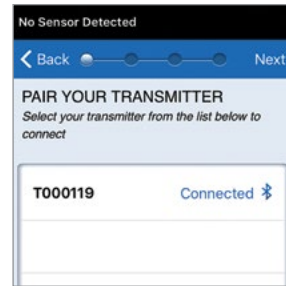 No Sensor Detected
Back
Next
PAIR YOUR TRANSMITTER
Select your transmitter from the list below to
connect
T000119 Connected